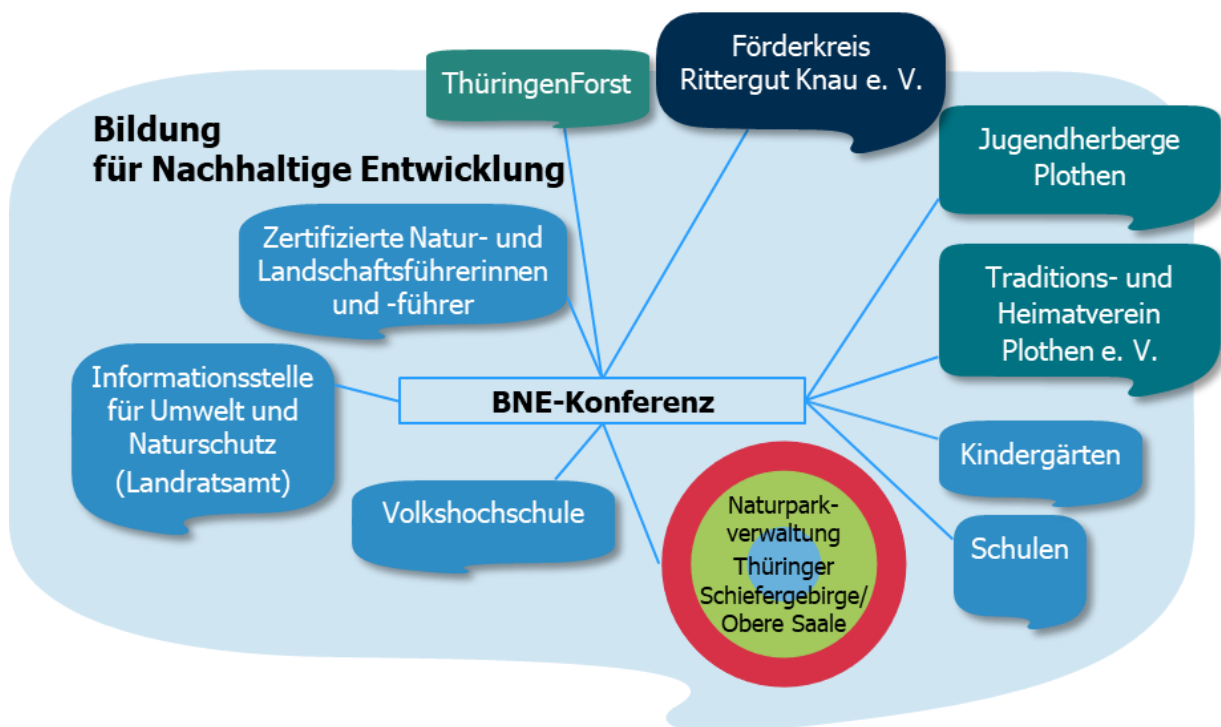 ThüringenForst
Förderkreis
Rittergut Knau e. V.
Bildung
für Nachhaltige Entwicklung
Jugendherberge
Plothen
Zertifizierte Natur- und
Landschaftsführerinnen
und -führer
Traditions- und
Heimatverein
Plothen e. V.
Informationsstelle
für Umwelt und
Naturschutz
(Landratsamt)
BNE-Konferenz
Kindergärten
Volkshochschule
Naturpark-
verwaltung
Thüringer
Schiefergebirge/
Obere Saale
Schulen